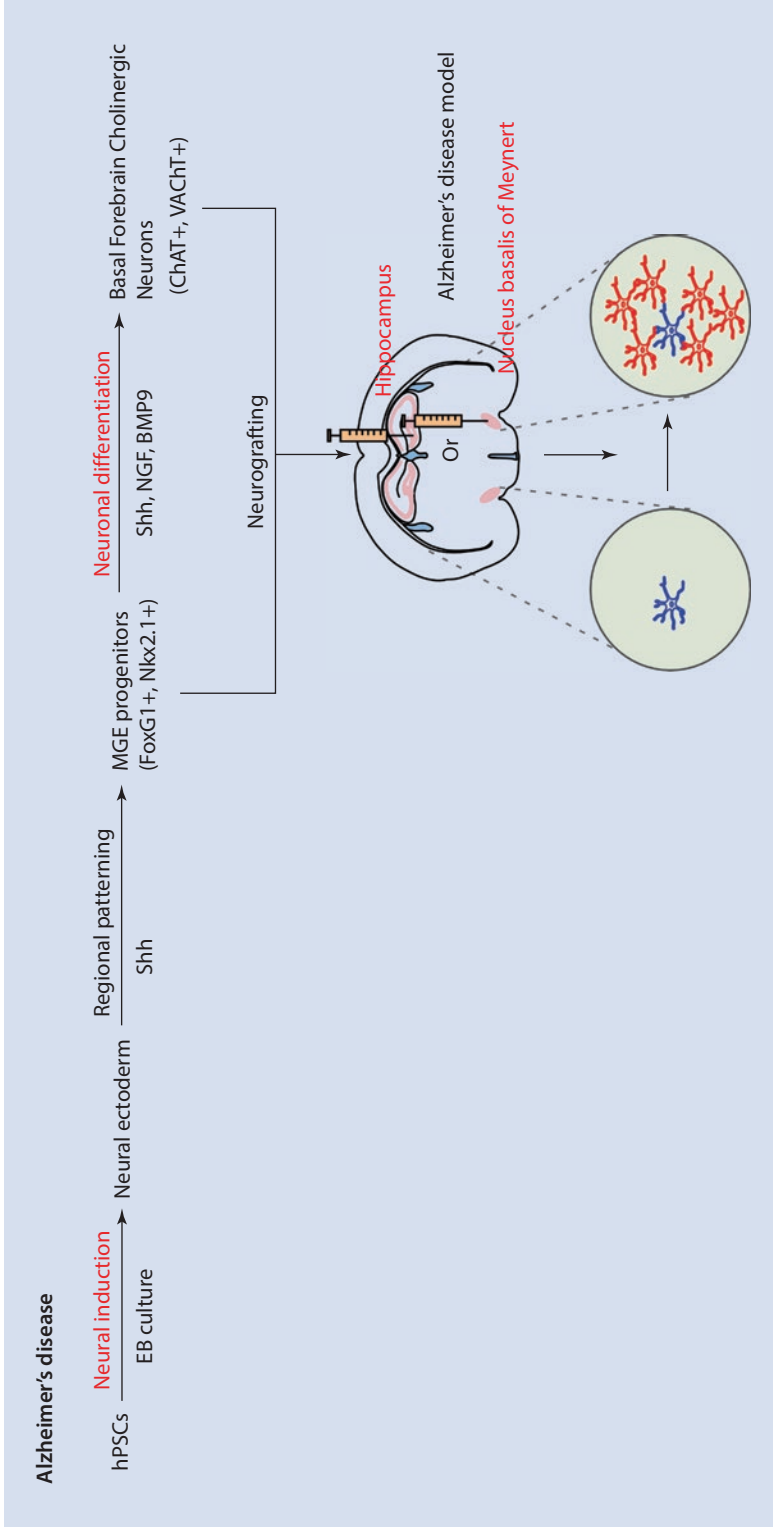 Alzheimer's disease
hPSCs
Neural induction
EB culture
Neural ectoderm
Regional patterning
Shh
MGE progenitors
(FoxG1+, Nkx2.1+)
Neuronal differentiation
Shh, NGF, BMP9
Basal Forebrain Cholinergic
Neurons
(ChAT+, VAChT+)
Neurografting
Hippocampus
Or
Alzheimer's disease model
Nucleus basalis of Meynert